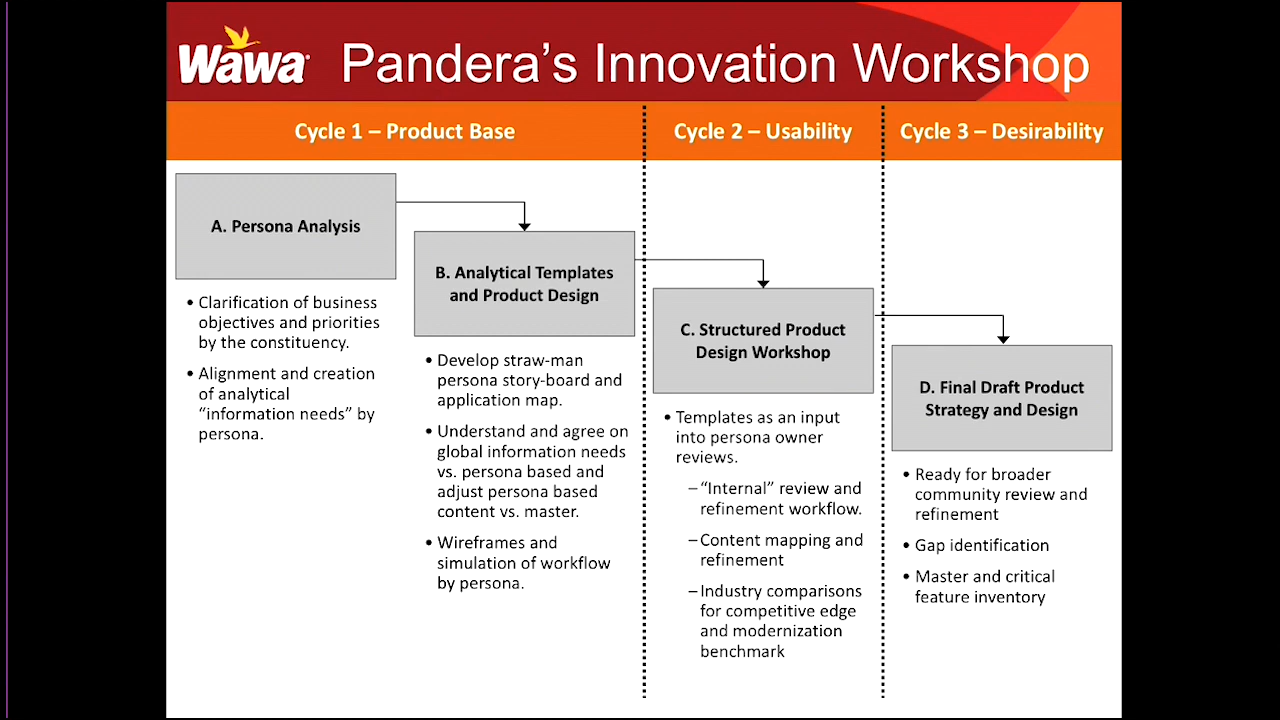 Wawa
Pandera's Innovation Workshop
Cycle 1 – Product Base
Cycle 2 – Usability
Cycle 3 – Desirability
A. Persona Analysis
• Clarification of business
objectives and priorities
by the constituency.
• Alignment and creation
of analytical
“information needs” by
persona.
B. Analytical Templates
and Product Design
• Develop straw-man
persona story-board and
application map.
• Understand and agree on
global information needs
vs. persona based and
adjust persona based
content vs. master.
• Wireframes and
simulation of workflow
by persona.
C. Structured Product
Design Workshop
• Templates as an input
into persona owner
reviews.
– “Internal” review and
refinement workflow.
– Content mapping and
refinement
– Industry comparisons
for competitive edge
and modernization
benchmark
D. Final Draft Product
Strategy and Design
• Ready for broader
community review and
refinement
• Gap identification
• Master and critical
feature inventory